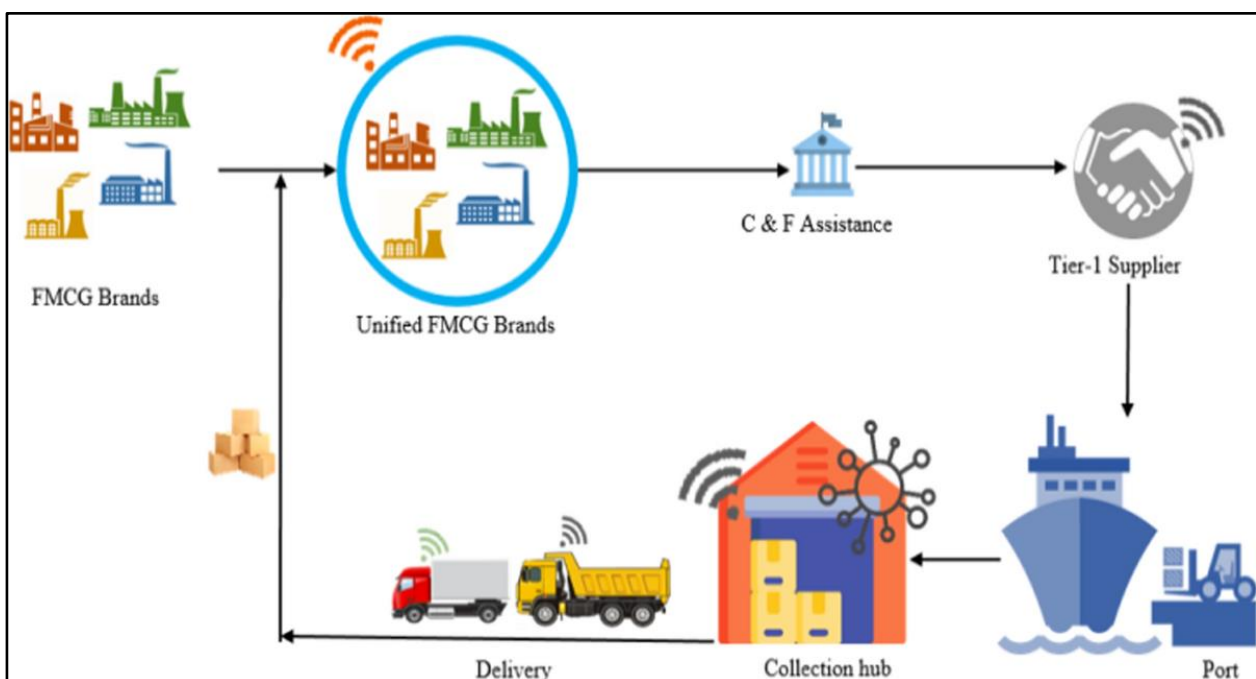 FMCG Brands
Unified FMCG Brands
C & F Assistance
Tier-1 Supplier
Delivery
Collection hub
Port